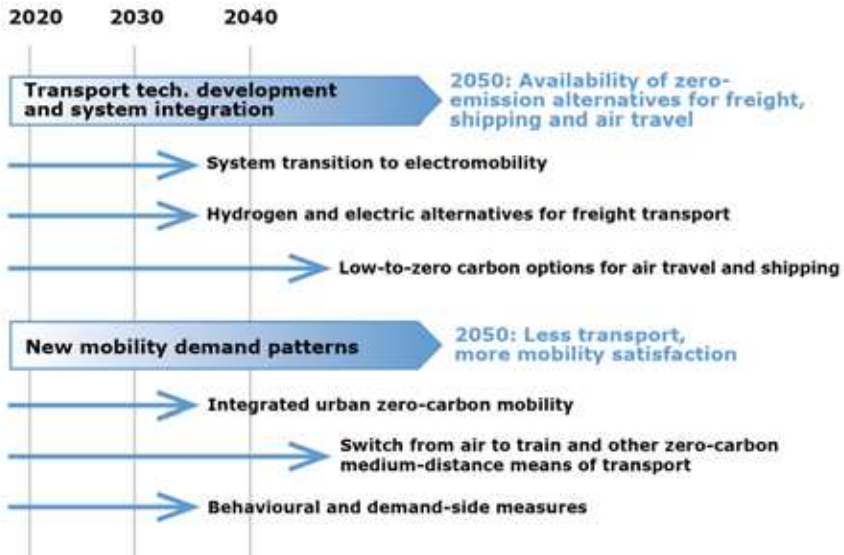 2020 2030 2040
Transport tech. development
and system integration
2050: Availability of zero-
emission alternatives for freight,
shipping and air travel
System transition to electromobility
Hydrogen and electric alternatives for freight transport
Low-to-zero carbon options for air travel and shipping
New mobility demand patterns
2050: Less transport,
more mobility satisfaction
Integrated urban zero-carbon mobility
Switch from air to train and other zero-carbon
medium-distance means of transport
Behavioural and demand-side measures